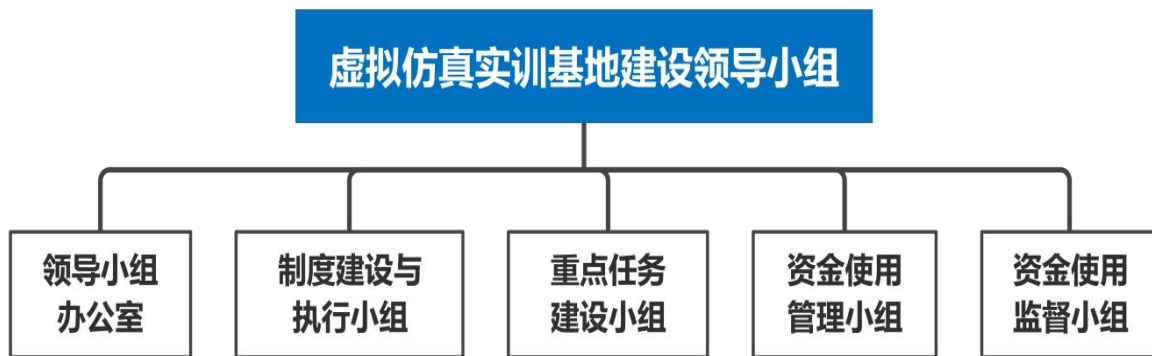 虚拟仿真实训基地建设领导小组
领导小组
办公室
制度建设与
执行小组
重点任务
建设小组
资金使用
管理小组
资金使用
监督小组